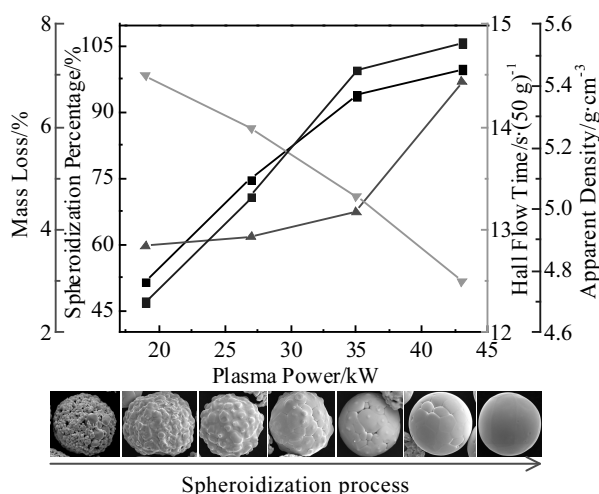 8
6
4
2
Mass Loss/%
105
90
75
60
45
Spheroidization Percentage/%
15
14
13
12
Hall Flow Time/s·(50 g)⁻¹
5.6
5.4
5.2
5.0
4.8
4.6
Apparent Density/g·cm⁻³
20 25 30 35 40 45
Plasma Power/kW
Spheroidization process